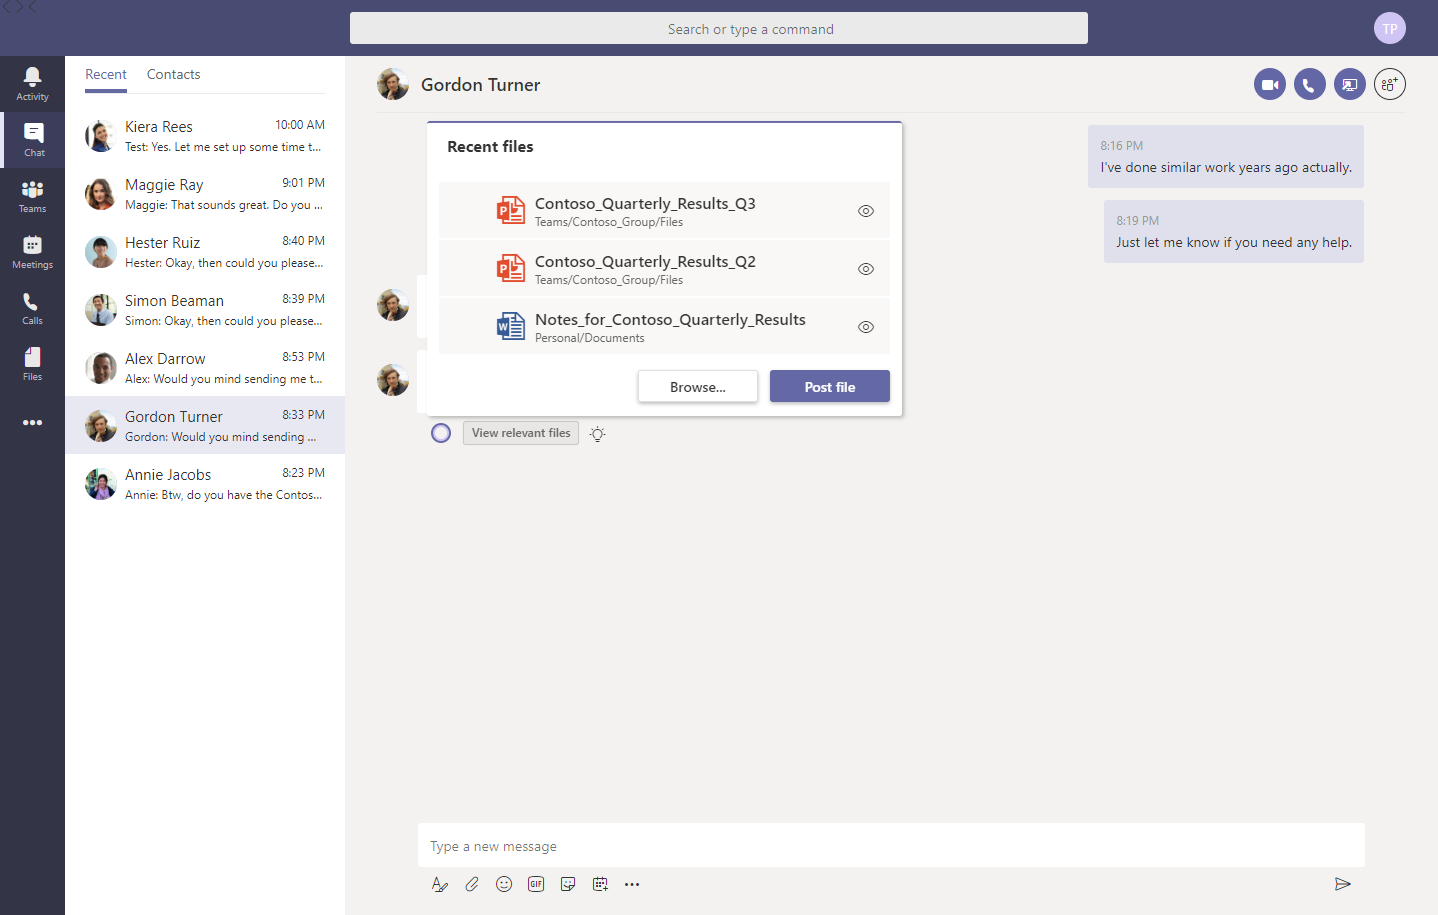 Search or type a command
TP
Activity
Chat
Teams
Meetings
Calls
Files
Recent
Contacts
Kiera Rees
10:00 AM
Test: Yes. Let me set up some time t...
Maggie Ray
9:01 PM
Maggie: That sounds great. Do you ...
Hester Ruiz
8:40 PM
Hester: Okay, then could you please...
Simon Beaman
8:39 PM
Simon: Okay, then could you please...
Alex Darrow
8:53 PM
Alex: Would you mind sending me t...
Gordon Turner
8:33 PM
Gordon: Would you mind sending ...
Annie Jacobs
8:23 PM
Annie: Btw, do you have the Contos...
Gordon Turner
8:16 PM
I've done similar work years ago actually.
8:19 PM
Just let me know if you need any help.
Recent files
Contoso_Quarterly_Results_Q3
Teams/Contoso_Group/Files
Contoso_Quarterly_Results_Q2
Teams/Contoso_Group/Files
Notes_for_Contoso_Quarterly_Results
Personal/Documents
Browse...
Post file
View relevant files
Type a new message
GIF